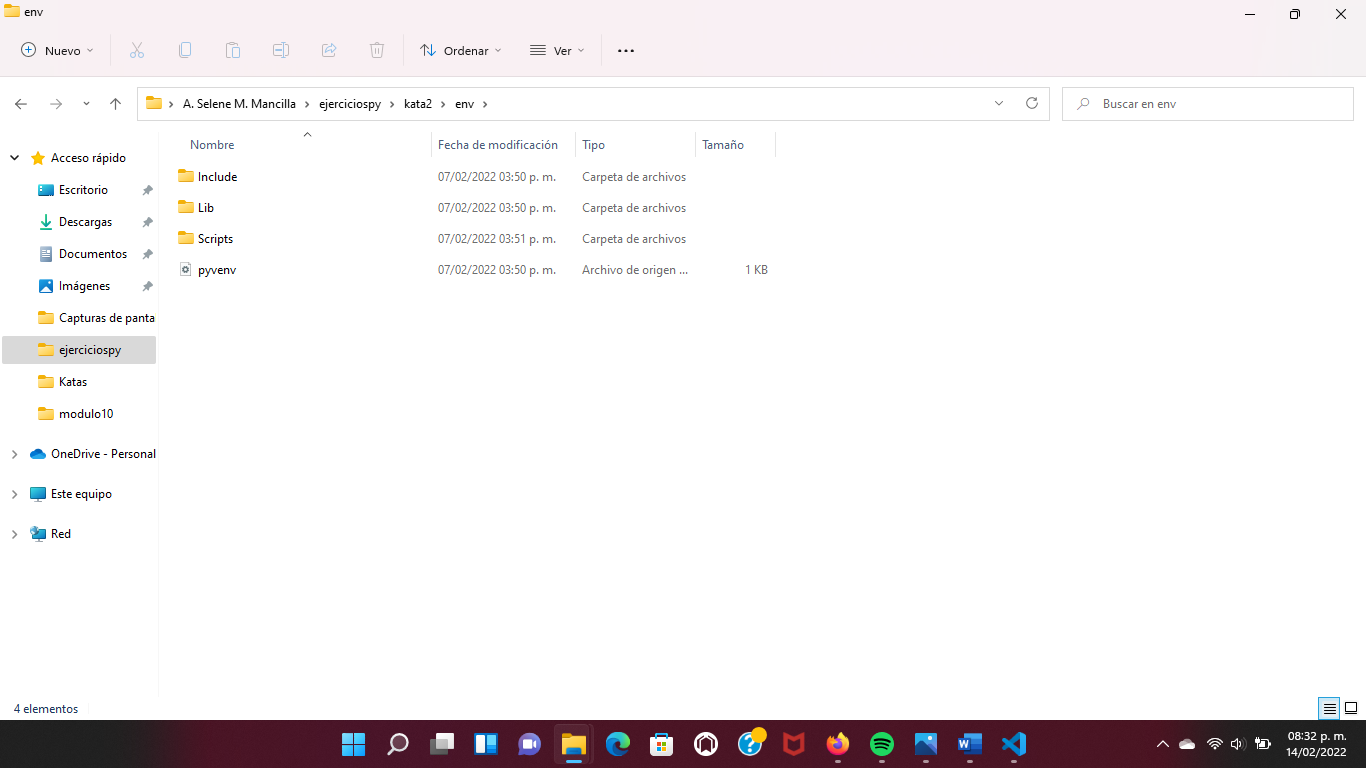 env
Nuevo
Ordenar
Ver
A. Selene M. Mancilla > ejerciciospy > kata2 > env >
Buscar en env
Nombre
Fecha de modificación
Tipo
Tamaño
Include 07/02/2022 03:50 p. m. Carpeta de archivos
Lib 07/02/2022 03:50 p. m. Carpeta de archivos
Scripts 07/02/2022 03:51 p. m. Carpeta de archivos
pyvenv 07/02/2022 03:50 p. m. Archivo de origen ... 1 KB
Acceso rápido
Escritorio
Descargas
Documentos
Imágenes
Capturas de panta
ejerciciospy
Katas
modulo10
OneDrive - Personal
Este equipo
Red
4 elementos
08:32 p. m.
14/02/2022